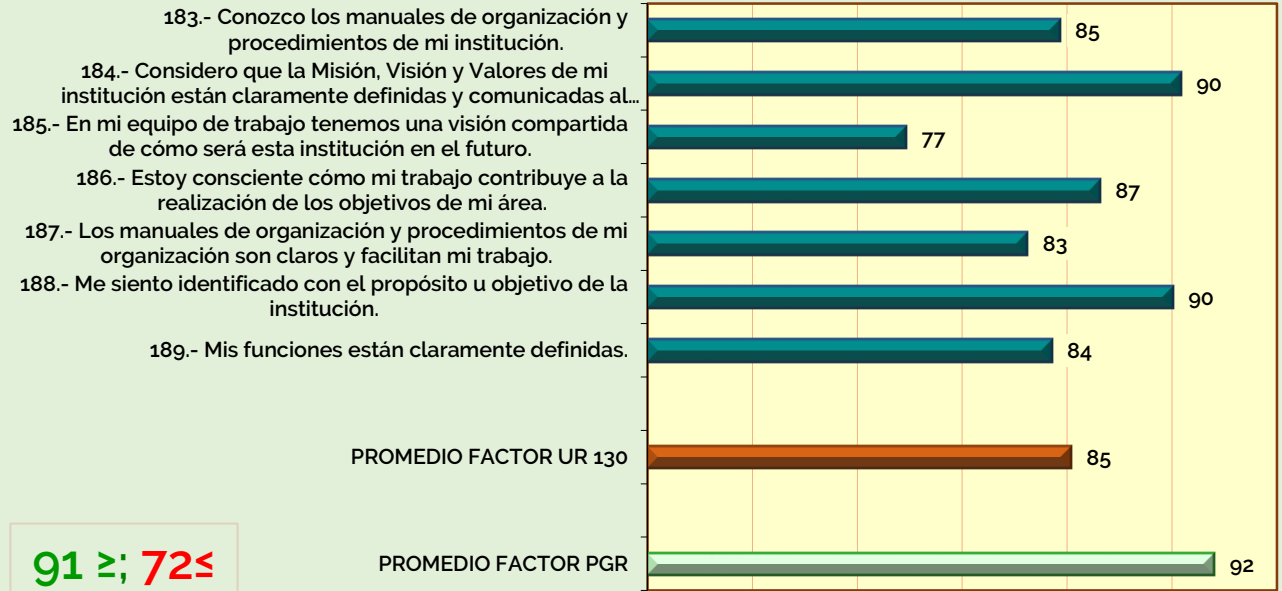 183.- Conozco los manuales de organización y
procedimientos de mi institución.
85
184.- Considero que la Misión, Visión y Valores de mi
institución están claramente definidas y comunicadas al...
90
185.- En mi equipo de trabajo tenemos una visión compartida
de cómo será esta institución en el futuro.
77
186.- Estoy consciente cómo mi trabajo contribuye a la
realización de los objetivos de mi área.
87
187.- Los manuales de organización y procedimientos de mi
organización son claros y facilitan mi trabajo.
83
188.- Me siento identificado con el propósito u objetivo de la
institución.
90
189.- Mis funciones están claramente definidas.
84
PROMEDIO FACTOR UR 130
85
91 ≥; 72≤
PROMEDIO FACTOR PGR
92